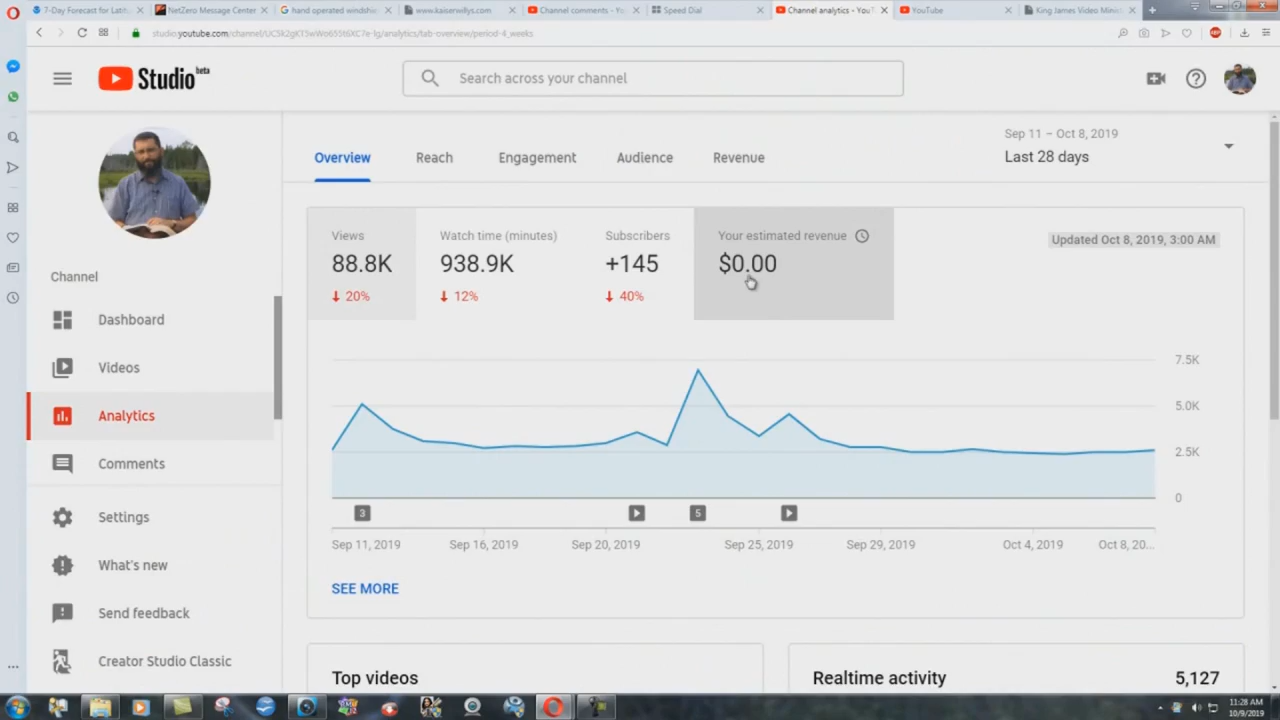 7-Day Forecast for Latit
NetZero Message Center
hand operated windshie
www.kaiserwillys.com
Channel comments - Yo
Speed Dial
Channel analytics - YouT
YouTube
King James Video Minist
Studio beta
Search across your channel
Sep 11 – Oct 8, 2019
Last 28 days
Overview
Reach
Engagement
Audience
Revenue
Views
88.8K
20%
Watch time (minutes)
938.9K
12%
Subscribers
+145
40%
Your estimated revenue
$0.00
Updated Oct 8, 2019, 3:00 AM
Channel
Dashboard
Videos
Analytics
Comments
Settings
What's new
Send feedback
Creator Studio Classic
7.5K
5.0K
2.5K
0
3
5
Sep 11, 2019
Sep 16, 2019
Sep 20, 2019
Sep 25, 2019
Sep 29, 2019
Oct 4, 2019
Oct 8, 20...
SEE MORE
Top videos
Realtime activity
5,127
11:28 AM
10/9/2019